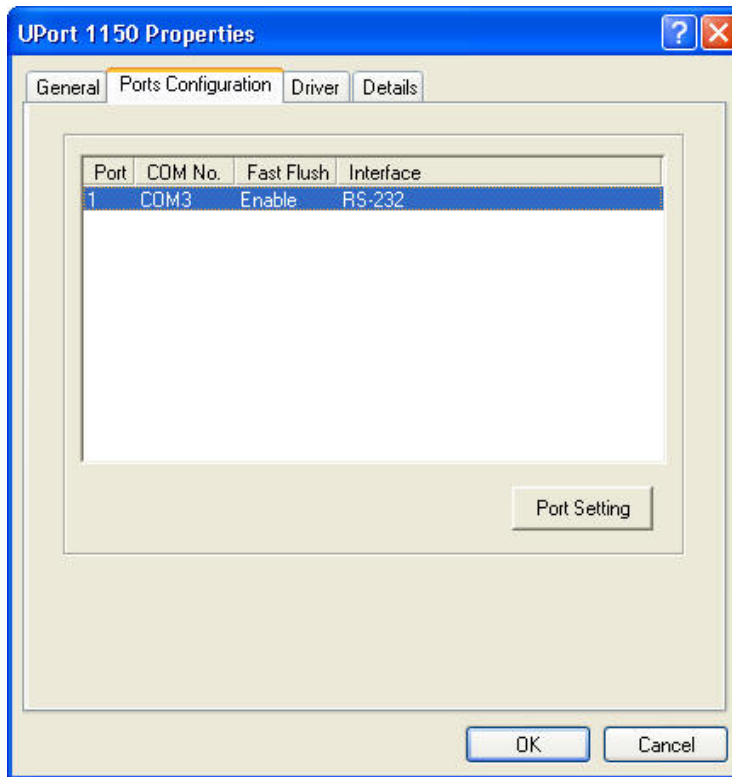 UPort 1150 Properties
General Ports Configuration Driver Details
Port COM No. Fast Flush Interface
1 COM3 Enable RS-232
Port Setting
OK Cancel